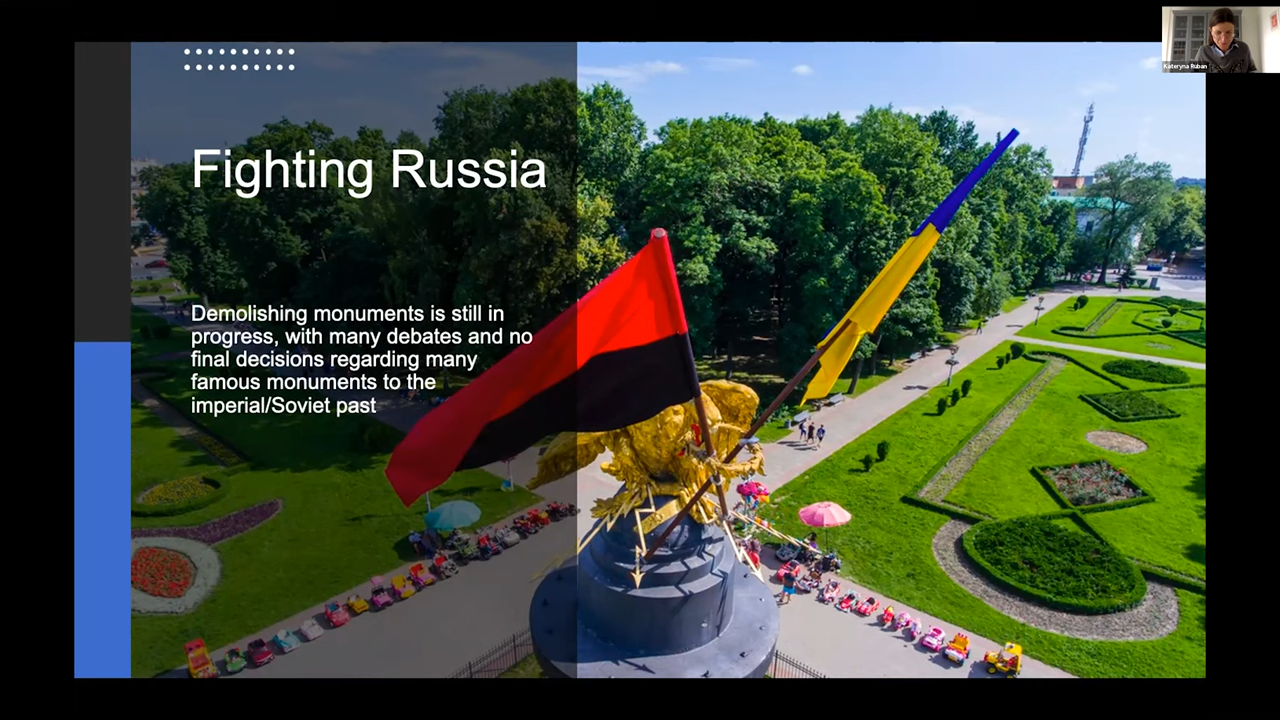 Kateryna Ruban
Fighting Russia
Demolishing monuments is still in
progress, with many debates and no
final decisions regarding many
famous monuments to the
imperial/Soviet past